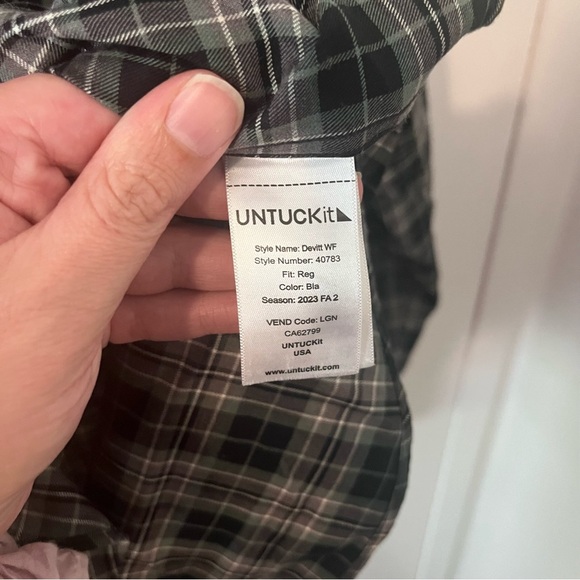 UNTUCKit
Style Name: Devitt WF
Style Number: 40783
Fit: Reg
Color: Bla
Season: 2023 FA 2
VEND Code: LGN
CA62799
UNTUCKit
USA
www.untuckit.com